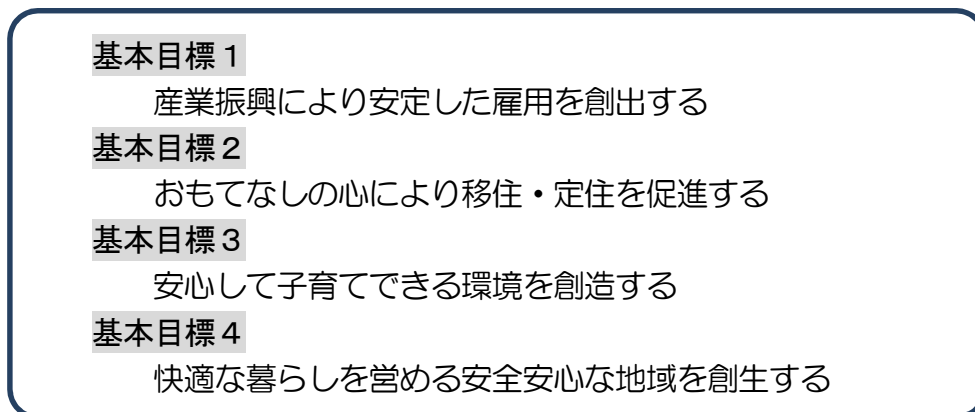 基本目標１
産業振興により安定した雇用を創出する
基本目標２
おもてなしの心により移住・定住を促進する
基本目標３
安心して子育てできる環境を創造する
基本目標４
快適な暮らしを営める安全安心な地域を創生する